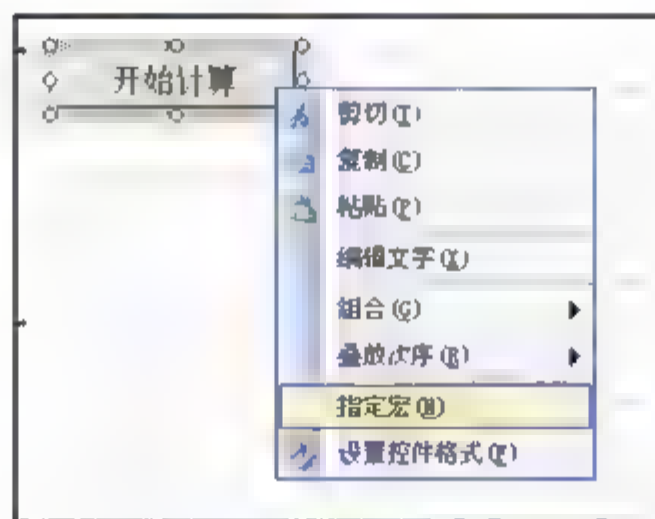 开始计算
剪切(T)
复制(C)
粘贴(P)
编辑文字(X)
组合(G)
叠放次序(R)
指定宏(N)
设置控件格式(F)